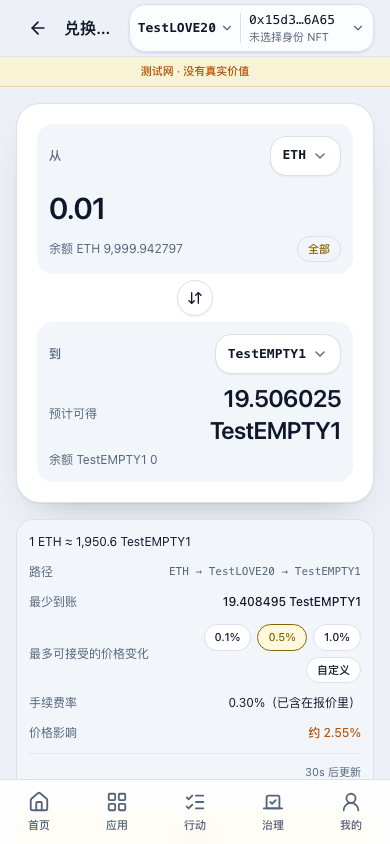 兑换...
TestLOVE20
0x15d3…6A65
未选择身份 NFT
测试网 · 没有真实价值
从
ETH
0.01
余额 ETH 9,999.942797
全部
到
TestEMPTY1
预计可得
19.506025
TestEMPTY1
余额 TestEMPTY1 0
1 ETH ≈ 1,950.6 TestEMPTY1
路径
ETH → TestLOVE20 → TestEMPTY1
最少到账
19.408495 TestEMPTY1
最多可接受的价格变化
0.1%
0.5%
1.0%
自定义
手续费率
0.30%（已含在报价里）
价格影响
约 2.55%
30s 后更新
首页
应用
行动
治理
我的